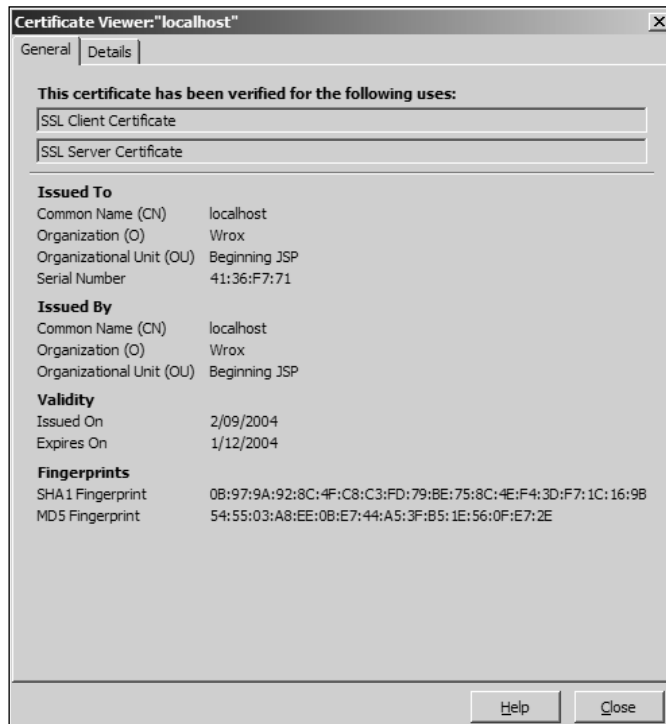 Certificate Viewer:"localhost"
General Details
This certificate has been verified for the following uses:
SSL Client Certificate
SSL Server Certificate
Issued To
Common Name (CN) localhost
Organization (O) Wrox
Organizational Unit (OU) Beginning JSP
Serial Number 41:36:F7:71
Issued By
Common Name (CN) localhost
Organization (O) Wrox
Organizational Unit (OU) Beginning JSP
Validity
Issued On 2/09/2004
Expires On 1/12/2004
Fingerprints
SHA1 Fingerprint 0B:97:9A:92:8C:4F:C8:C3:FD:79:BE:75:8C:4E:F4:3D:F7:1C:16:9B
MD5 Fingerprint 54:55:03:A8:EE:0B:E7:44:A5:3F:B5:1E:56:0F:E7:2E
Help Close